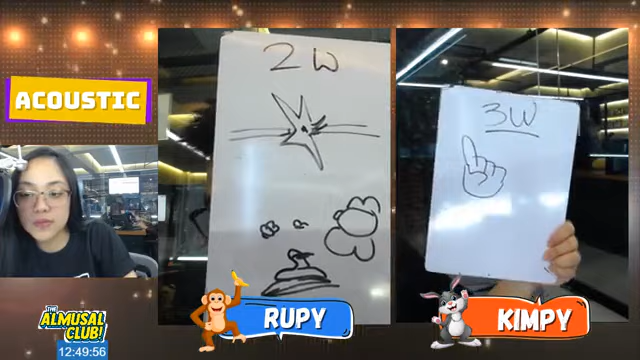 ACOUSTIC
2W
3W
THE
ALMUSAL
CLUB!
12:49:56
RUPY
KIMPY